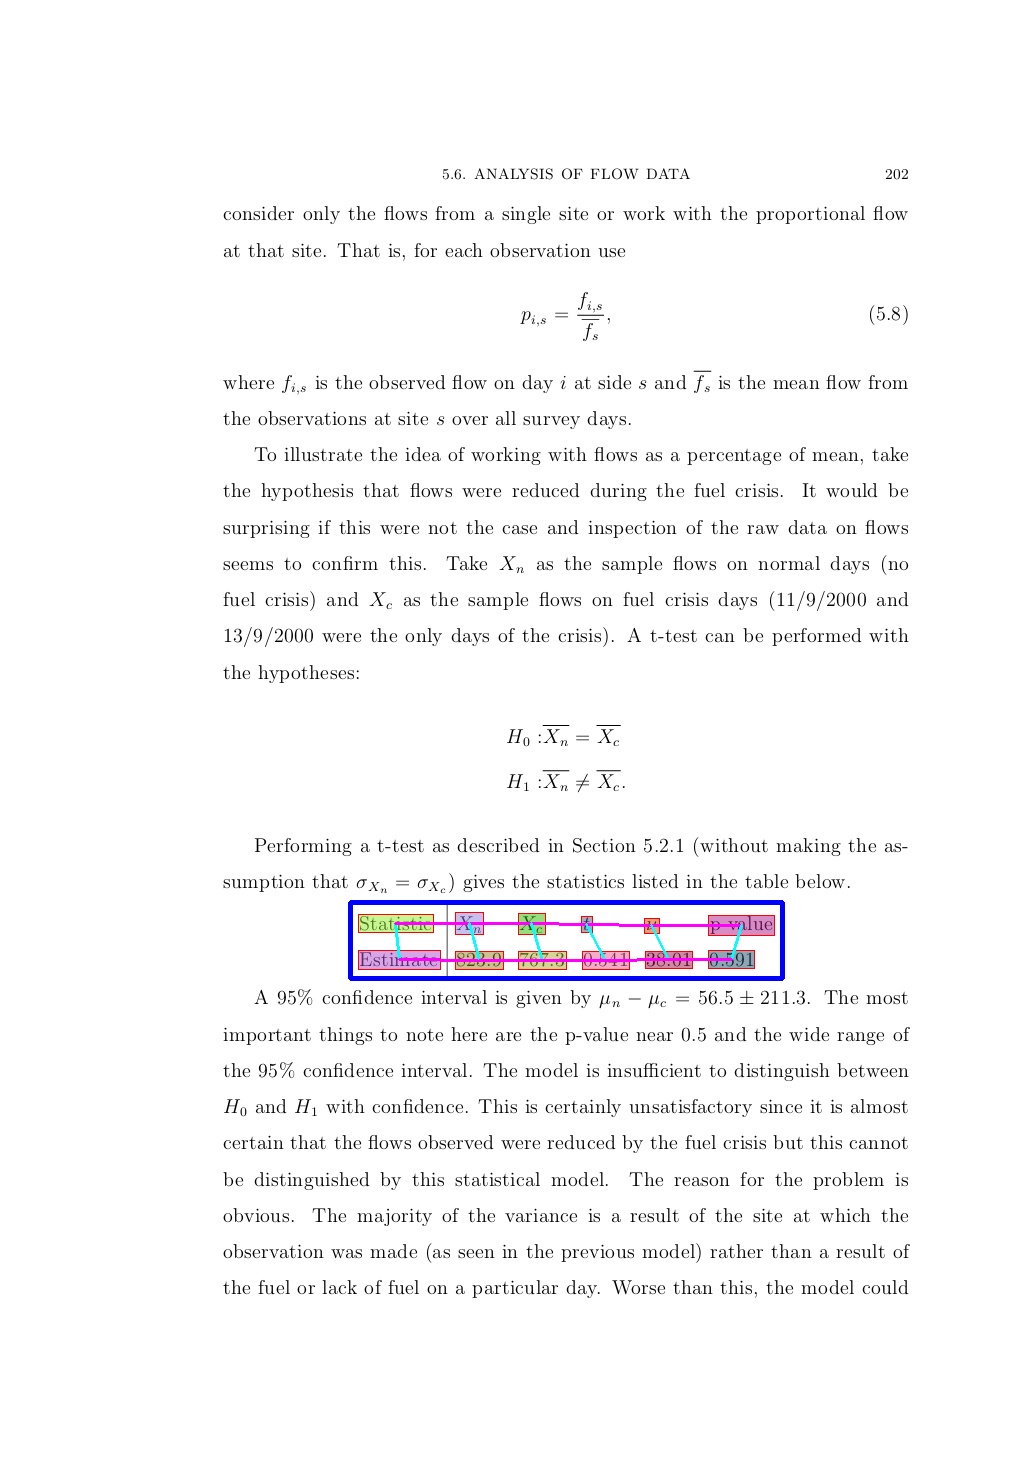 5.6. ANALYSIS OF FLOW DATA 202
consider only the flows from a single site or work with the proportional flow
at that site. That is, for each observation use
p_{i,s} = \frac{f_{i,s}}{\overline{f_s}}, (5.8)
where f_{i,s} is the observed flow on day i at side s and \overline{f_s} is the mean flow from
the observations at site s over all survey days.
To illustrate the idea of working with flows as a percentage of mean, take
the hypothesis that flows were reduced during the fuel crisis. It would be
surprising if this were not the case and inspection of the raw data on flows
seems to confirm this. Take X_n as the sample flows on normal days (no
fuel crisis) and X_c as the sample flows on fuel crisis days (11/9/2000 and
13/9/2000 were the only days of the crisis). A t-test can be performed with
the hypotheses:
H_0 :\overline{X_n} = \overline{X_c}
H_1 :\overline{X_n} ≠ \overline{X_c}.
Performing a t-test as described in Section 5.2.1 (without making the as-
sumption that σ_{X_n} = σ_{X_c}) gives the statistics listed in the table below.
Statistic \overline{X_n} \overline{X_c} t ν p-value
Estimate 823.9 767.3 0.541 38.01 0.591
A 95% confidence interval is given by μ_n − μ_c = 56.5 ± 211.3. The most
important things to note here are the p-value near 0.5 and the wide range of
the 95% confidence interval. The model is insufficient to distinguish between
H_0 and H_1 with confidence. This is certainly unsatisfactory since it is almost
certain that the flows observed were reduced by the fuel crisis but this cannot
be distinguished by this statistical model. The reason for the problem is
obvious. The majority of the variance is a result of the site at which the
observation was made (as seen in the previous model) rather than a result of
the fuel or lack of fuel on a particular day. Worse than this, the model could